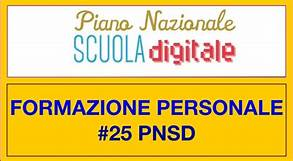 Piano Nazionale
SCUOLA digitale
FORMAZIONE PERSONALE
#25 PNSD